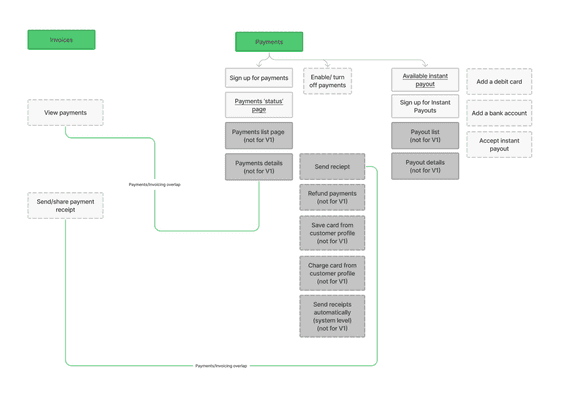 Invoices
Payments
Sign up for payments
Enable/ turn
off payments
Available instant
payout
Add a debit card
Payments 'status'
page
Sign up for Instant
Payouts
View payments
Add a bank account
Payments list page
(not for V1)
Payout list
(not for V1)
Accept instant
payout
Payments details
(not for V1)
Send reciept
Payout details
(not for V1)
Payments/Invoicing overlap
Refund payments
(not for V1)
Send/share payment
receipt
Save card from
customer profile
(not for V1)
Charge card from
customer profile
(not for V1)
Send receipts
automatically
(system level)
(not for V1)
Payments/Invoicing overlap